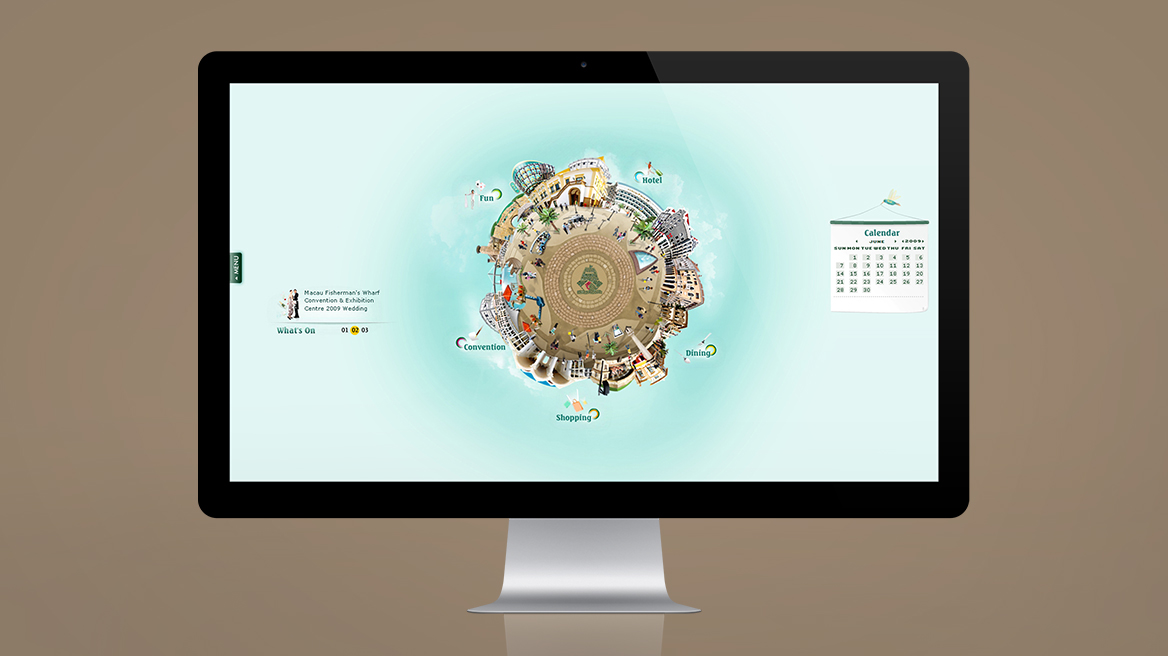 Hotel
Fun
MENU
Macau Fisherman's Wharf
Convention & Exhibition
Centre 2009 Wedding
What's On
01 02 03
Convention
Dining
Shopping
Calendar
JUNE 2009
SUN MON TUE WED THU FRI SAT
1 2 3 4 5 6
7 8 9 10 11 12 13
14 15 16 17 18 19 20
21 22 23 24 25 26 27
28 29 30